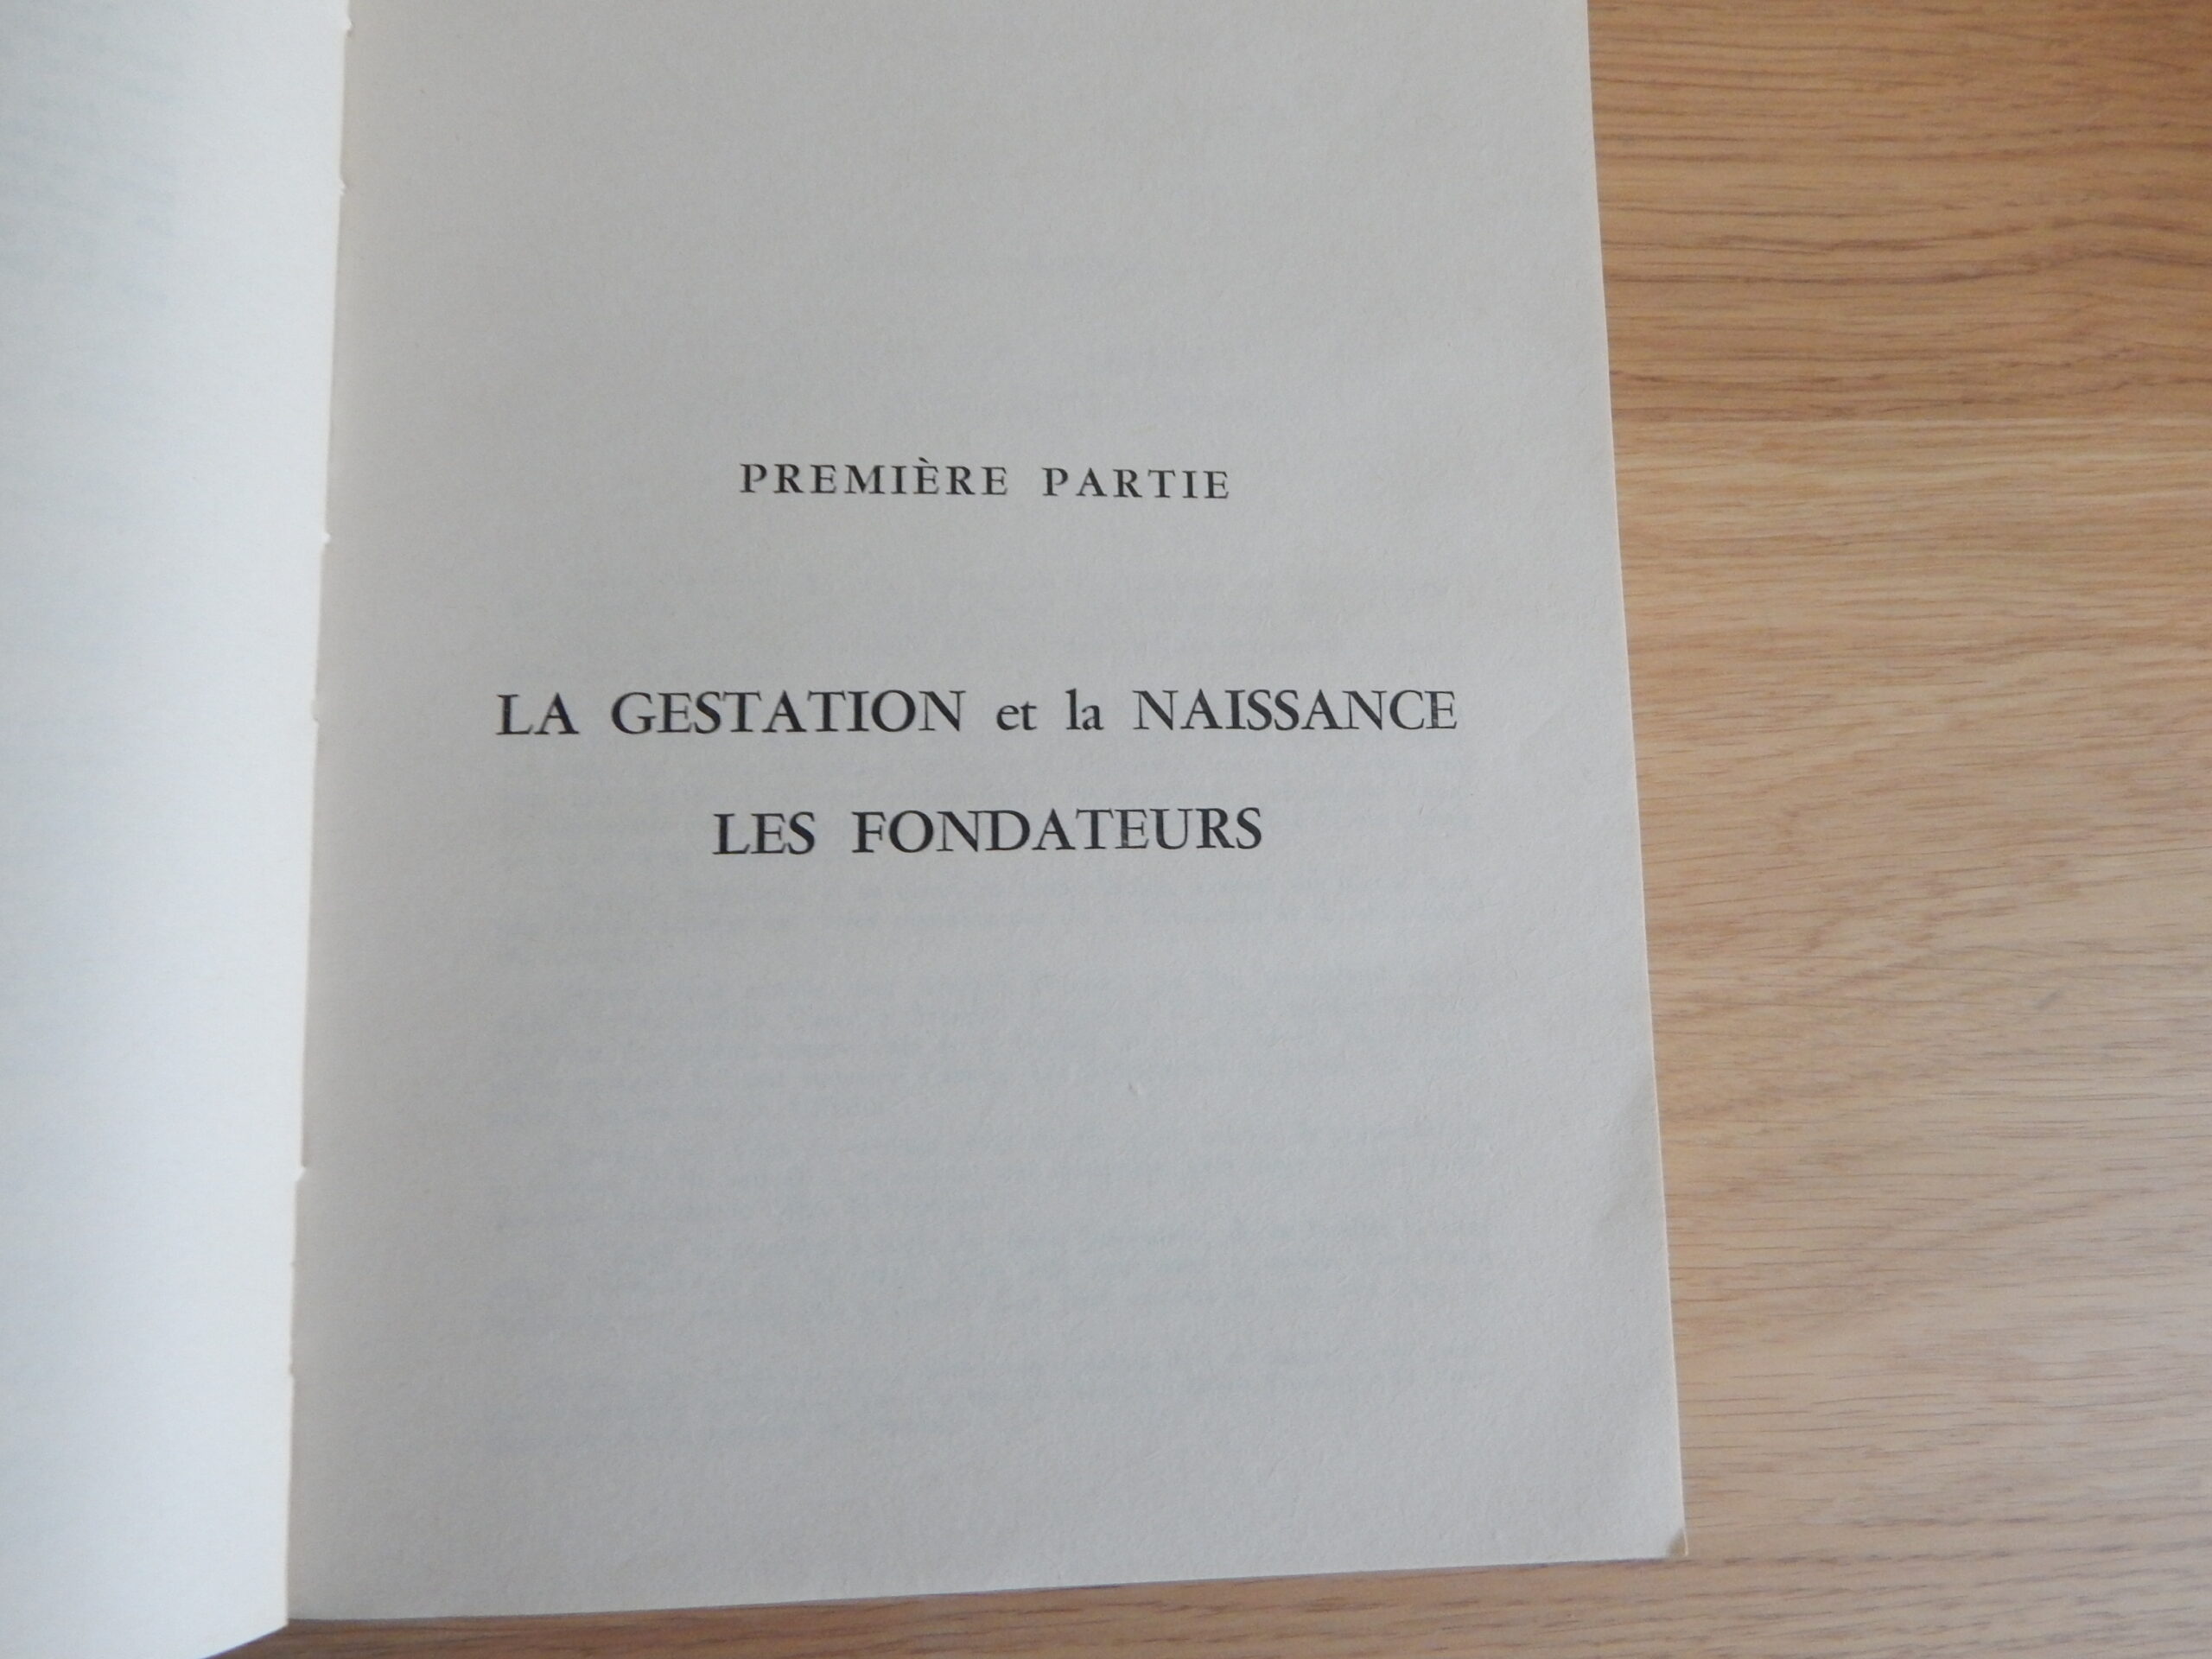 PREMIÈRE PARTIE
LA GESTATION et la NAISSANCE
LES FONDATEURS